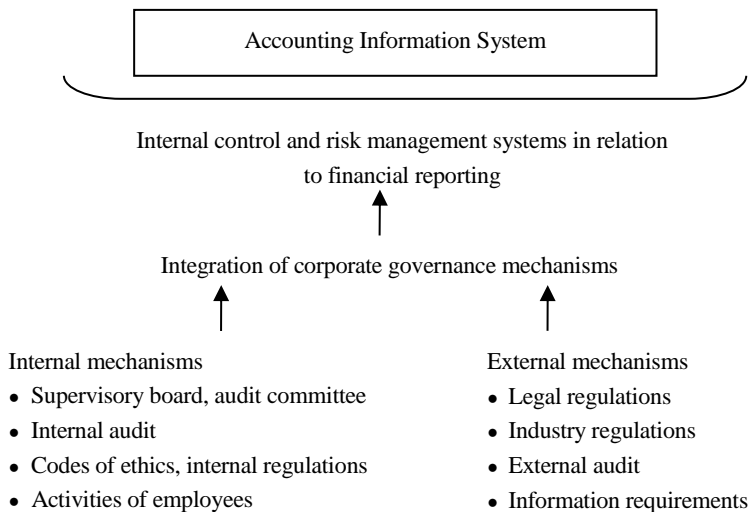 Accounting Information System
Internal control and risk management systems in relation
to financial reporting
Integration of corporate governance mechanisms
Internal mechanisms
• Supervisory board, audit committee
• Internal audit
• Codes of ethics, internal regulations
• Activities of employees
External mechanisms
• Legal regulations
• Industry regulations
• External audit
• Information requirements